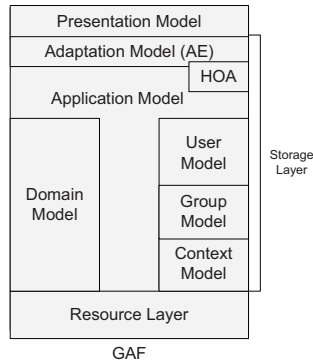 Presentation Model
Adaptation Model (AE)
HOA
Application Model
User
Model
Storage
Layer
Domain
Model
Group
Model
Context
Model
Resource Layer
GAF